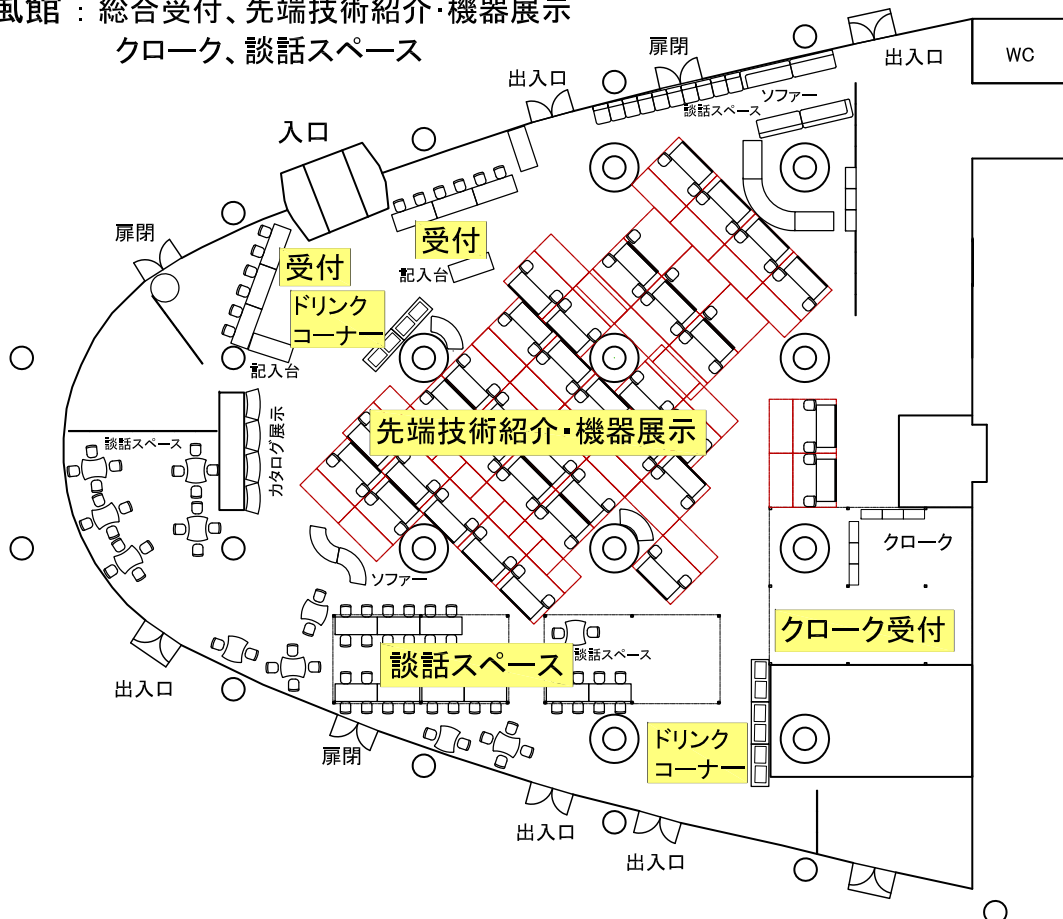 風館：総合受付、先端技術紹介・機器展示
クローク、談話スペース
扉閉
出入口
WC
出入口
ソファー
談話スペース
入口
受付
扉閉
受付
記入台
ドリンク
コーナー
記入台
先端技術紹介・機器展示
カタログ展示
談話スペース
クローク
ソファー
クローク受付
談話スペース
談話スペース
出入口
ドリンク
コーナー
扉閉
出入口
出入口